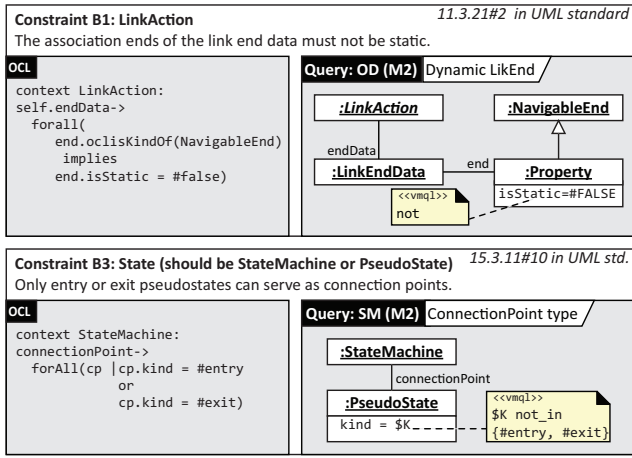 Constraint B1: LinkAction
11.3.21#2 in UML standard
The association ends of the link end data must not be static.
OCL
context LinkAction:
self.endData->
forall(
end.oclisKindOf(NavigableEnd)
implies
end.isStatic = #false)
Query: OD (M2) Dynamic LikEnd
:LinkAction
:NavigableEnd
endData
end
:LinkEndData
:Property
isStatic=#FALSE
<<vmql>>
not
Constraint B3: State (should be StateMachine or PseudoState)
15.3.11#10 in UML std.
Only entry or exit pseudostates can serve as connection points.
OCL
context StateMachine:
connectionPoint->
forAll(cp |cp.kind = #entry
or
cp.kind = #exit)
Query: SM (M2) ConnectionPoint type
:StateMachine
connectionPoint
:PseudoState
kind = $K
<<vmql>>
$K not_in
{#entry, #exit}